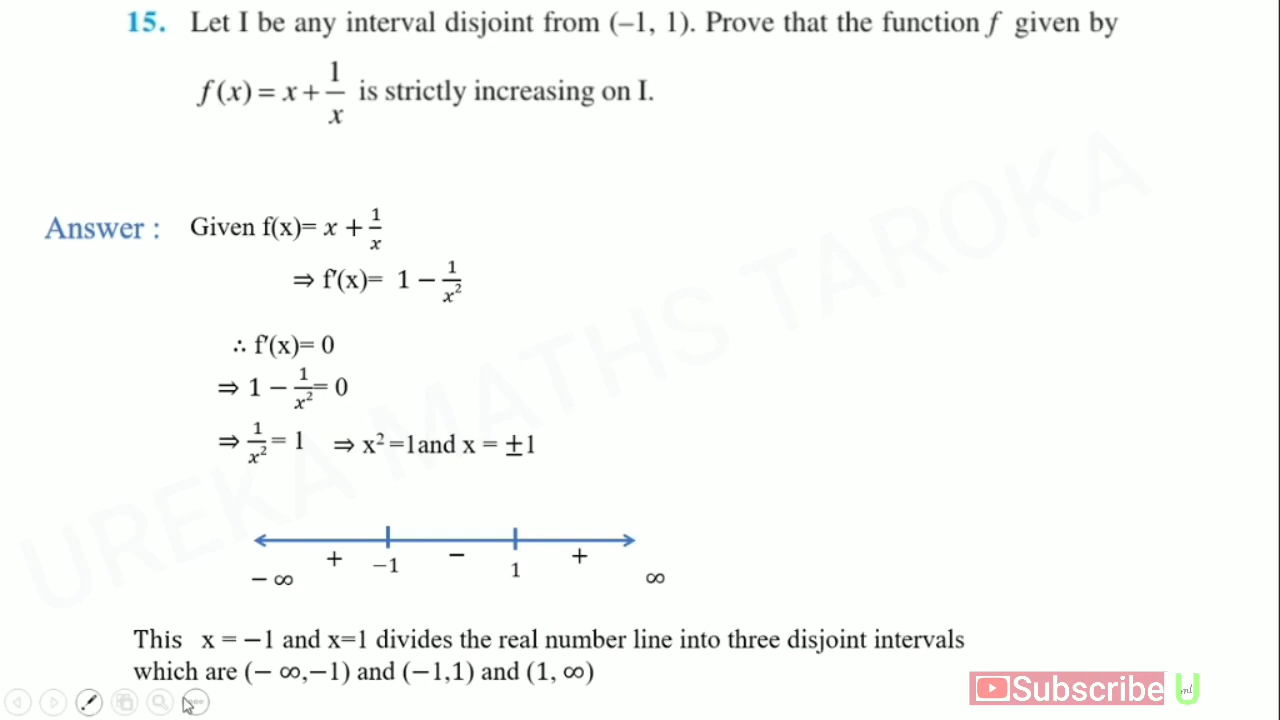 15. Let I be any interval disjoint from (–1, 1). Prove that the function f given by
f(x) = x + 1/x is strictly increasing on I.
Answer : Given f(x)= x + 1/x
⇒ f'(x)= 1 − 1/x²
∴ f'(x)= 0
⇒ 1 − 1/x² = 0
⇒ 1/x² = 1 ⇒ x² =1and x = ±1
+ −1 − 1 +
− ∞ ∞
This x = −1 and x=1 divides the real number line into three disjoint intervals
which are (− ∞,−1) and (−1,1) and (1, ∞)
Subscribe
UREKA MATHS TAROKA